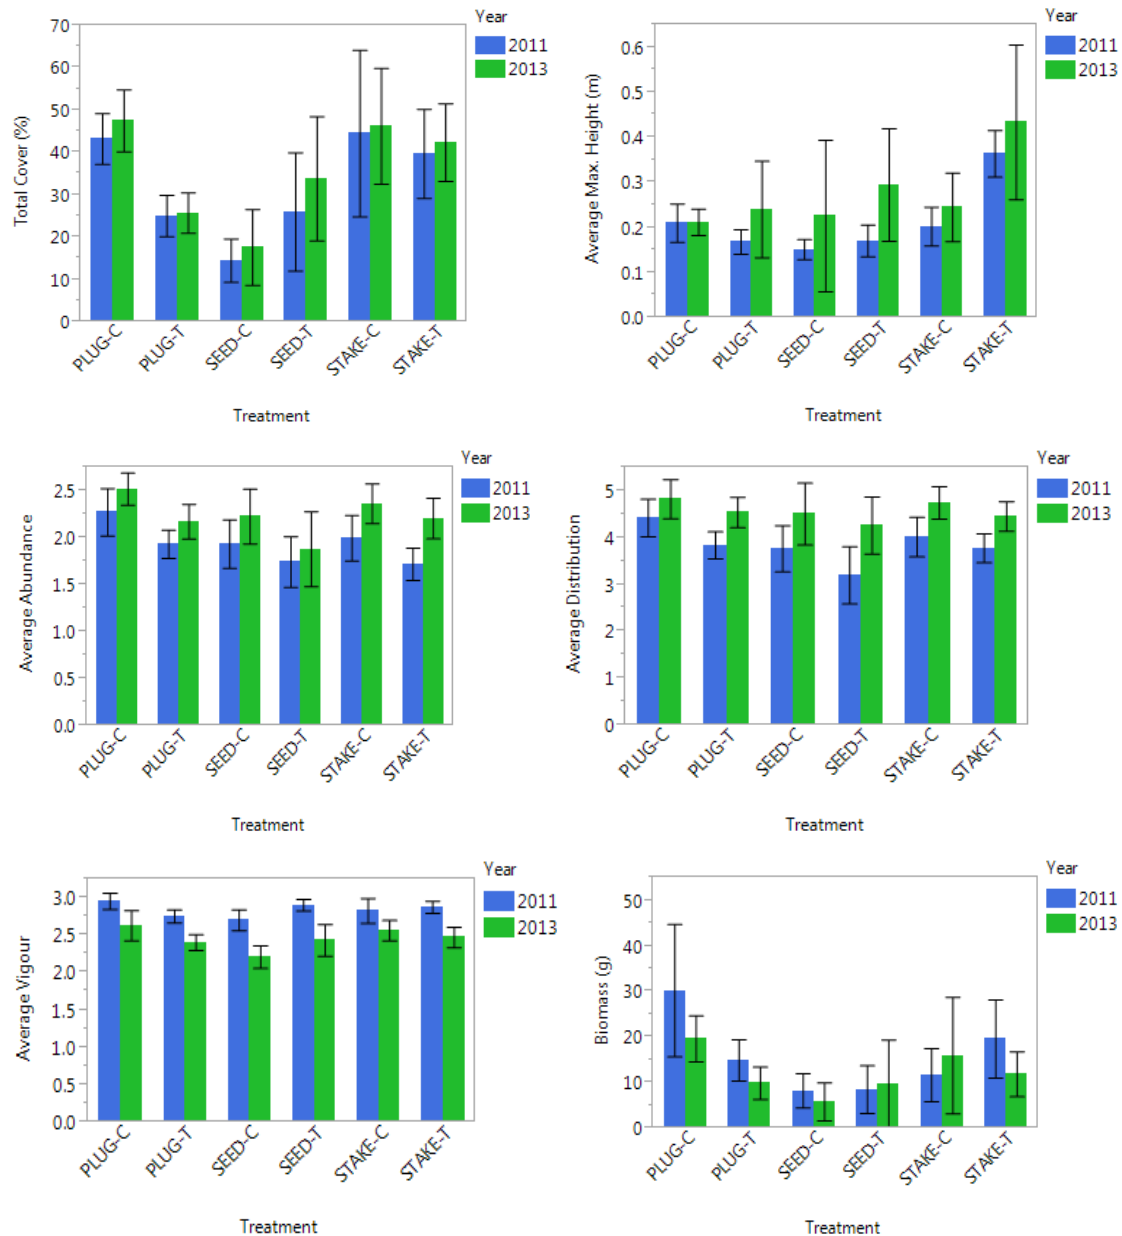 Year
2011
2013
Total Cover (%)
70
60
50
40
30
20
10
0
PLUG-C
PLUG-T
SEED-C
SEED-T
STAKE-C
STAKE-T
Treatment
Year
2011
2013
Average Max. Height (m)
0.6
0.5
0.4
0.3
0.2
0.1
0.0
PLUG-C
PLUG-T
SEED-C
SEED-T
STAKE-C
STAKE-T
Treatment
Year
2011
2013
Average Abundance
2.5
2.0
1.5
1.0
0.5
0.0
PLUG-C
PLUG-T
SEED-C
SEED-T
STAKE-C
STAKE-T
Treatment
Year
2011
2013
Average Distribution
5
4
3
2
1
0
PLUG-C
PLUG-T
SEED-C
SEED-T
STAKE-C
STAKE-T
Treatment
Year
2011
2013
Average Vigour
3.0
2.5
2.0
1.5
1.0
0.5
0.0
PLUG-C
PLUG-T
SEED-C
SEED-T
STAKE-C
STAKE-T
Treatment
Year
2011
2013
Biomass (g)
50
40
30
20
10
0
PLUG-C
PLUG-T
SEED-C
SEED-T
STAKE-C
STAKE-T
Treatment